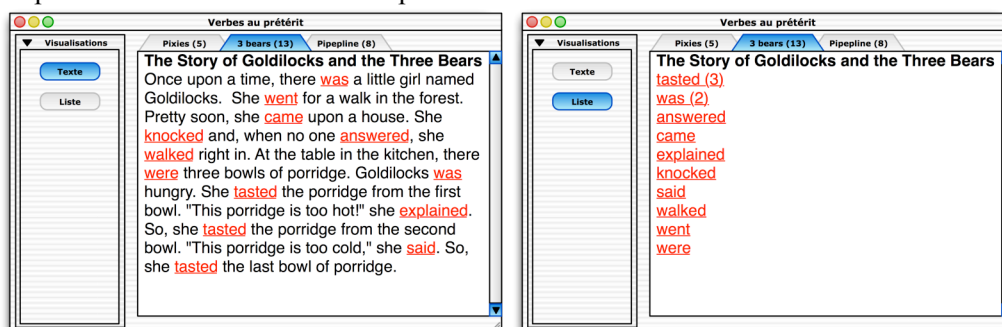 Verbes au prétérit
Visualisations
Pixies (5)
3 bears (13)
Pipepline (8)
Texte
Liste
The Story of Goldilocks and the Three Bears
Once upon a time, there was a little girl named
Goldilocks. She went for a walk in the forest.
Pretty soon, she came upon a house. She
knocked and, when no one answered, she
walked right in. At the table in the kitchen, there
were three bowls of porridge. Goldilocks was
hungry. She tasted the porridge from the first
bowl. "This porridge is too hot!" she explained.
So, she tasted the porridge from the second
bowl. "This porridge is too cold," she said. So,
she tasted the last bowl of porridge.
Verbes au prétérit
Visualisations
Pixies (5)
3 bears (13)
Pipepline (8)
Texte
Liste
The Story of Goldilocks and the Three Bears
tasted (3)
was (2)
answered
came
explained
knocked
said
walked
went
were